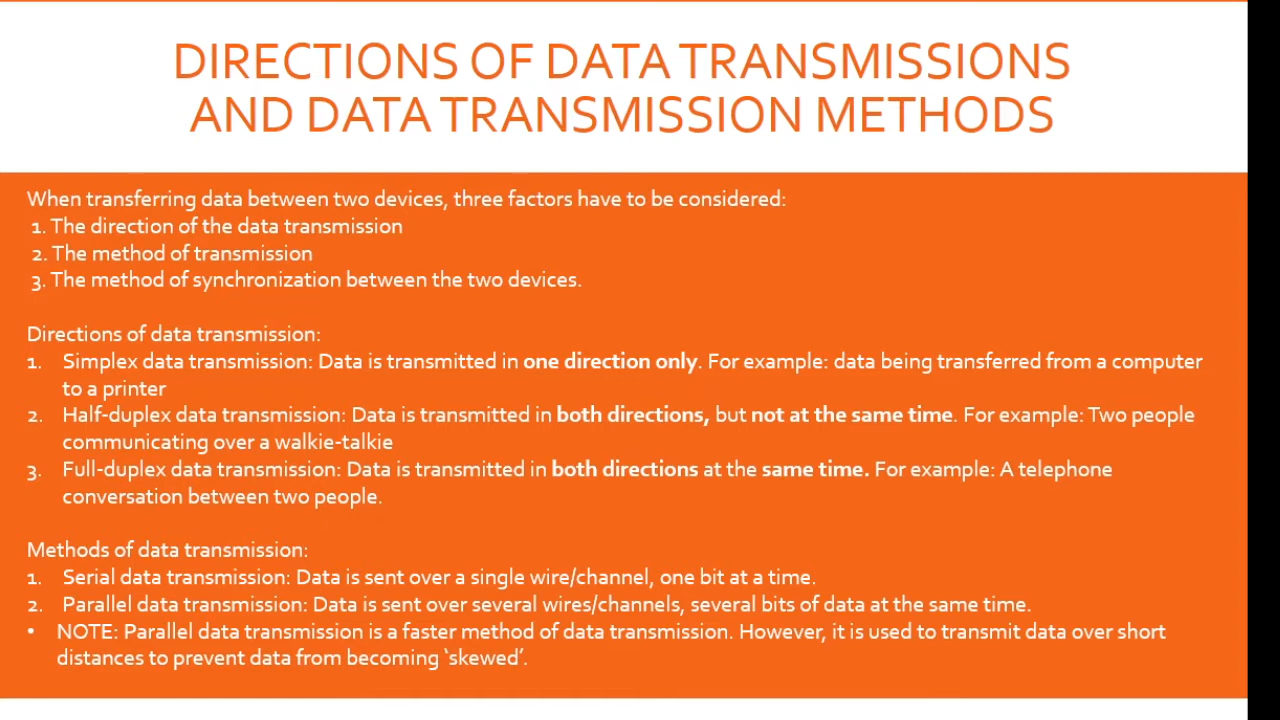 DIRECTIONS OF DATA TRANSMISSIONS
AND DATA TRANSMISSION METHODS
When transferring data between two devices, three factors have to be considered:
1. The direction of the data transmission
2. The method of transmission
3. The method of synchronization between the two devices.
Directions of data transmission:
1. Simplex data transmission: Data is transmitted in one direction only. For example: data being transferred from a computer
to a printer
2. Half-duplex data transmission: Data is transmitted in both directions, but not at the same time. For example: Two people
communicating over a walkie-talkie
3. Full-duplex data transmission: Data is transmitted in both directions at the same time. For example: A telephone
conversation between two people.
Methods of data transmission:
1. Serial data transmission: Data is sent over a single wire/channel, one bit at a time.
2. Parallel data transmission: Data is sent over several wires/channels, several bits of data at the same time.
• NOTE: Parallel data transmission is a faster method of data transmission. However, it is used to transmit data over short
distances to prevent data from becoming ‘skewed’.